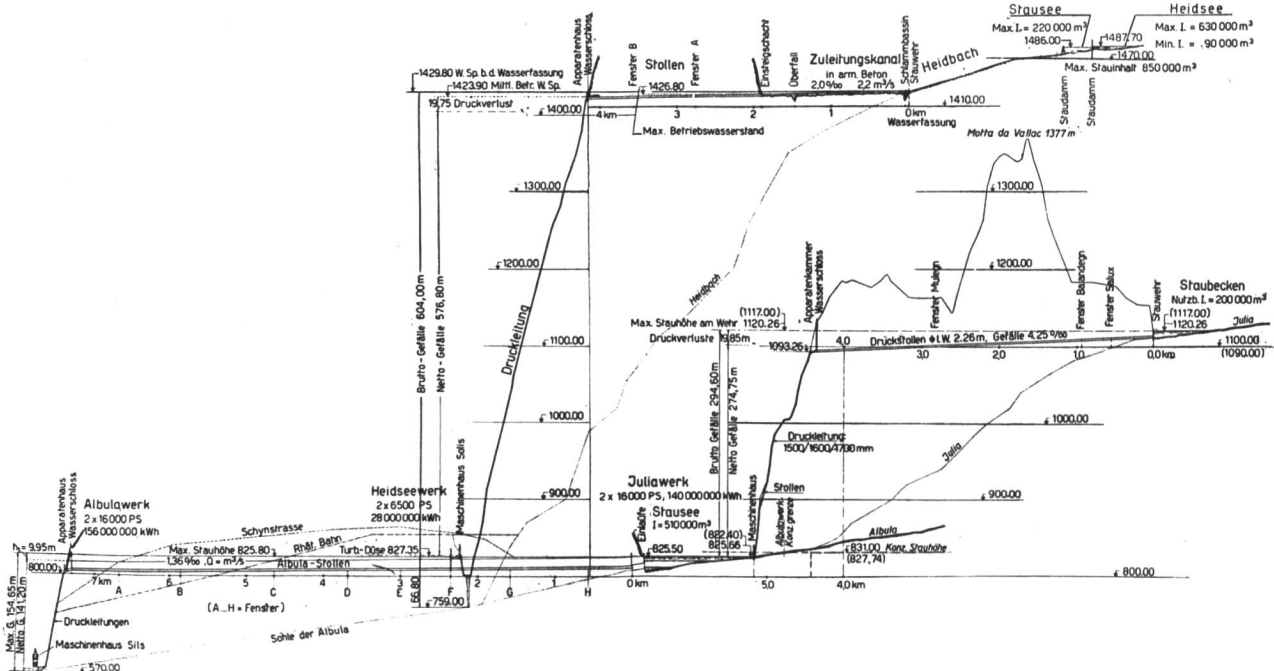 Stausee
Max. I. = 220 000 m³
1486.00
Heidsee
Max. I. = 630 000 m³
1487.70
Min. I. = 90 000 m³
1470.00
Max. Stauinhalt 850 000 m³
Staudamm
Staudamm
Apparatenhaus
Wasserschloss
Fenster B
Stollen
Fenster A
Einsteigschacht
Überfall
Zuleitungskanal
in arm. Beton
2,0‰ 2,2 m³/s
Schlammbassin
Stauwehr
Heidbach
1429.80 W. Sp. b. d. Wasserfassung
1423.90 Mittl. Betr. W. Sp.
19,75 Druckverlust
1426.80
1400.00
4 km
3
2
1
0 km
1410.00
Wasserfassung
Max. Betriebswasserstand
Motta da Vallac 1377 m
1300.00
1300.00
1200.00
1200.00
Brutto-Gefälle 604,00 m
Netto-Gefälle 576,80 m
Druckleitung
Heidbach
Apparatenkammer
Wasserschloss
Fenster Mulegn
Fenster Balandegn
Fenster Salux
Stauwehr
Staubecken
Nutzb. I. = 200 000 m³
(1117.00)
1120.26
Julia
Max. Stauhöhe am Wehr
(1117.00)
1120.26
Druckverluste 19.85 m
1100.00
1093.26
4,0
Druckstollen ϕ LW. 2.26 m, Gefälle 4.25 ‰
3,0
2,0
1,0
0,0 km
1100.00
(1090.00)
Brutto Gefälle 294,60 m
Netto Gefälle 274,75 m
1000.00
1000.00
Druckleitung
1500/1600/1700 mm
Julia
Stollen
900.00
900.00
Apparatenhaus
Wasserschloss
Albulawerk
2 x 16000 PS
156 000 000 kWh
Heidseewerk
2 x 6500 PS
28 000 000 kWh
Maschinenhaus Solis
Juliawerk
2 x 16000 PS, 140 000 000 kWh
Einläufe
Stausee
I = 510 000 m³
Maschinenhaus
Albulawerk
Konz. grenze
Schynstrasse
Rhät. Bahn
Max. Stauhöhe 825.80
Turb-Düse 827.35
1,36‰ .Q = m³/s
Albula-Stollen
825.50
(822.40)
825.66
Albula
831.00 Konz. Stauhöhe
(827,74)
h = 9.95 m
800.00
7 km
6
5
4
3
2
1
0 km
5,0
4,0 km
800.00
A
B
C
D
E
F
G
H
(A...H = Fenster)
66.80
759.00
Max. G. 154.65 m
Netto G. 141.20 m
Druckleitungen
Sohle der Albula
Maschinenhaus Sils
570.00